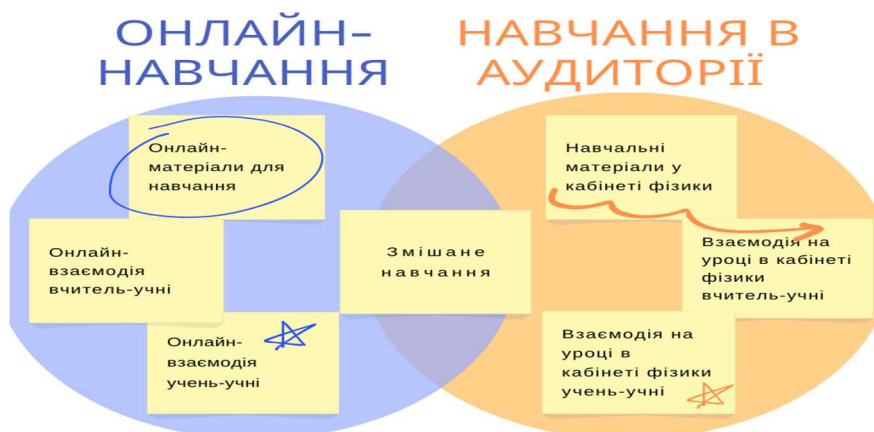 ОНЛАЙН-
НАВЧАННЯ
НАВЧАННЯ В
АУДИТОРІЇ
Онлайн-
матеріали для
навчання
Онлайн-
взаємодія
вчитель-учні
Онлайн-
взаємодія
учень-учні
Змішане
навчання
Навчальні
матеріали у
кабінеті фізики
Взаємодія на
уроці в кабінеті
фізики
вчитель-учні
Взаємодія на
уроці в
кабінеті фізики
учень-учні